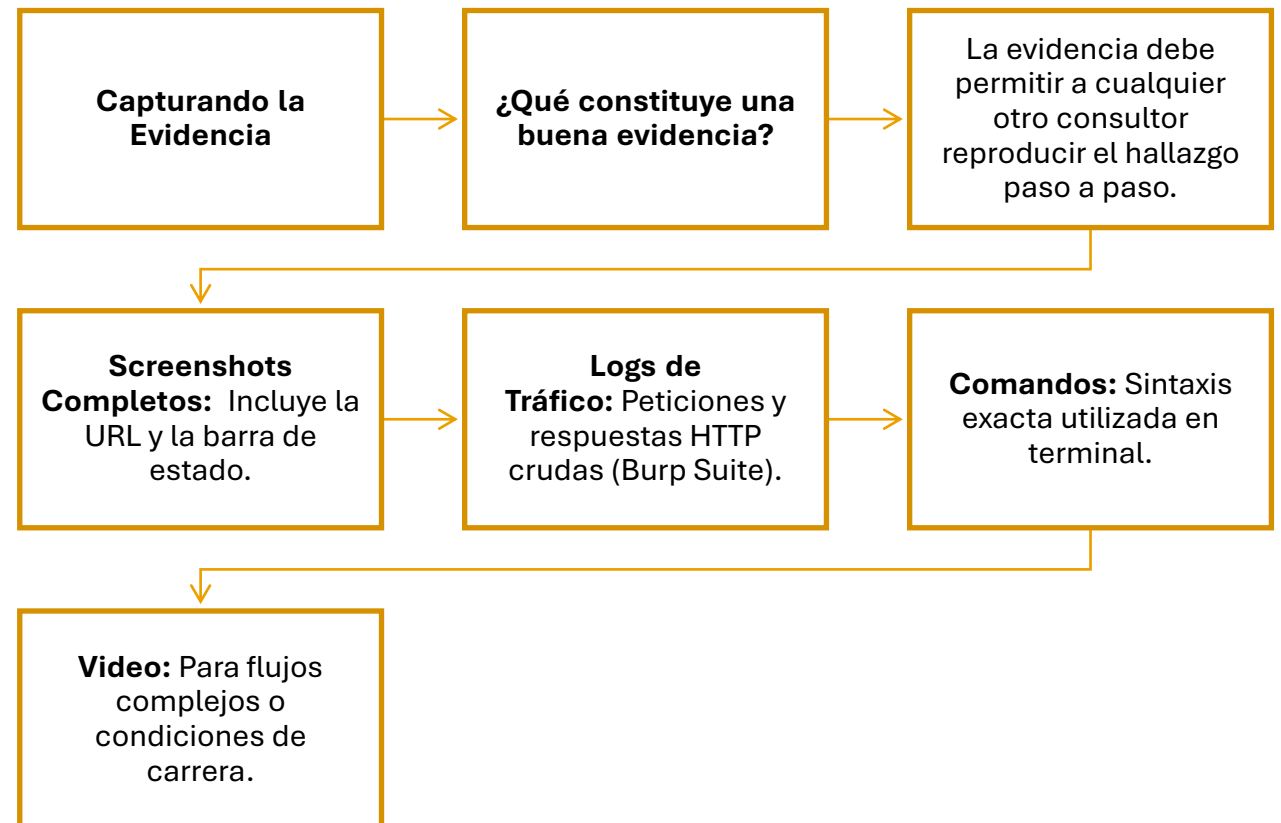 Capturando la
Evidencia
¿Qué constituye una
buena evidencia?
La evidencia debe
permitir a cualquier
otro consultor
reproducir el hallazgo
paso a paso.
Screenshots
Completos: Incluye la
URL y la barra de
estado.
Logs de
Tráfico: Peticiones y
respuestas HTTP
crudas (Burp Suite).
Comandos: Sintaxis
exacta utilizada en
terminal.
Video: Para flujos
complejos o
condiciones de
carrera.